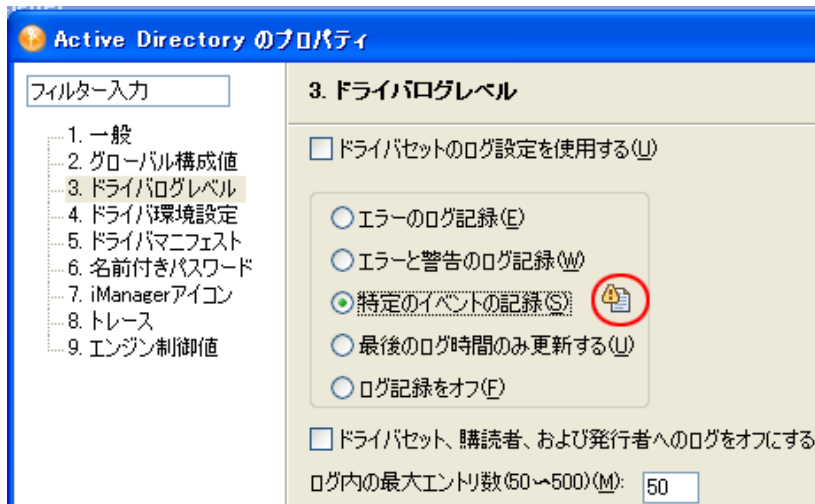 Active Directory のプロパティ
フィルター入力
1. 一般
2. グローバル構成値
3. ドライバログレベル
4. ドライバ環境設定
5. ドライバマニフェスト
6. 名前付きパスワード
7. iManagerアイコン
8. トレース
9. エンジン制御値
3. ドライバログレベル
ドライバセットのログ設定を使用する(U)
エラーのログ記録(E)
エラーと警告のログ記録(W)
特定のイベントの記録(S)
最後のログ時間のみ更新する(U)
ログ記録をオフ(F)
ドライバセット、購読者、および発行者へのログをオフにする
ログ内の最大エントリ数(50~500)(M): 50